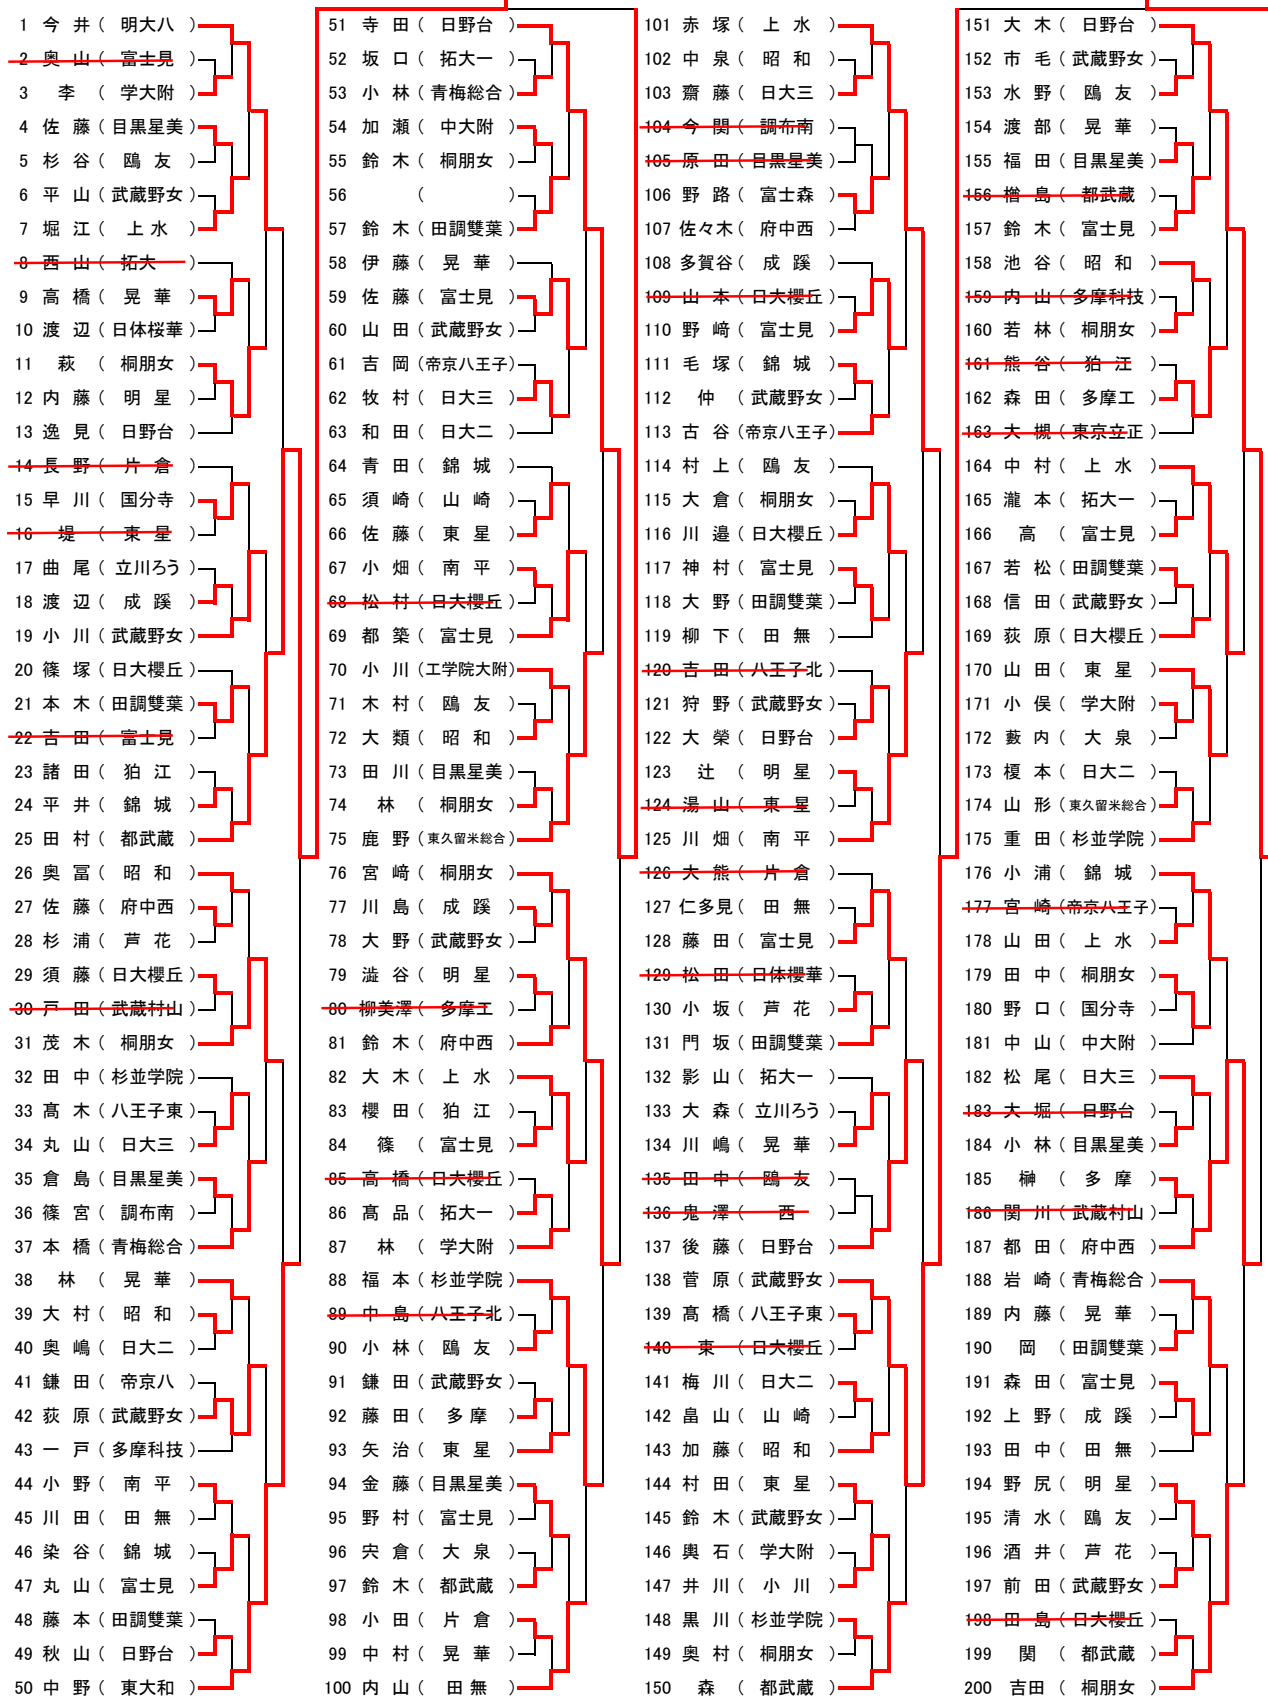 1 今井（明大八）
2 奥山（富士見）
3 李（学大附）
4 佐藤（目黒星美）
5 杉谷（鴎友）
6 平山（武蔵野女）
7 堀江（上水）
8 西山（拓大一）
9 高橋（晃華）
10 渡辺（日体桜華）
11 萩（桐朋女）
12 内藤（明星）
13 逸見（日野台）
14 長野（片倉）
15 早川（国分寺）
16 堤（東星）
17 曲尾（立川ろう）
18 渡辺（成蹊）
19 小川（武蔵野女）
20 篠塚（日大櫻丘）
21 本木（田調雙葉）
22 吉田（富士見）
23 諸田（狛江）
24 平井（錦城）
25 田村（都武蔵）
26 奥冨（昭和）
27 佐藤（府中西）
28 杉浦（芦花）
29 須藤（日大櫻丘）
30 戸田（武蔵村山）
31 茂木（桐朋女）
32 田中（杉並学院）
33 髙木（八王子東）
34 丸山（日大三）
35 倉島（目黒星美）
36 篠宮（調布南）
37 本橋（青梅総合）
38 林（晃華）
39 大村（昭和）
40 奥嶋（日大二）
41 鎌田（帝京八）
42 荻原（武蔵野女）
43 一戸（多摩科技）
44 小野（南平）
45 川田（田無）
46 染谷（錦城）
47 丸山（富士見）
48 藤本（田調雙葉）
49 秋山（日野台）
50 中野（東大和）
51 寺田（日野台）
52 坂口（拓大一）
53 小林（青梅総合）
54 加瀬（中大附）
55 鈴木（桐朋女）
56（）
57 鈴木（田調雙葉）
58 伊藤（晃華）
59 佐藤（富士見）
60 山田（武蔵野女）
61 吉岡（帝京八王子）
62 牧村（日大三）
63 和田（日大二）
64 青田（錦城）
65 須崎（山崎）
66 佐藤（東星）
67 小畑（南平）
68 松村（日大櫻丘）
69 都築（富士見）
70 小川（工学院大附）
71 木村（鴎友）
72 大類（昭和）
73 田川（目黒星美）
74 林（桐朋女）
75 鹿野（東久留米総合）
76 宮﨑（桐朋女）
77 川島（成蹊）
78 大野（武蔵野女）
79 澁谷（明星）
80 柳美澤（多摩工）
81 鈴木（府中西）
82 大木（上水）
83 櫻田（狛江）
84 篠（富士見）
85 高橋（日大櫻丘）
86 髙品（拓大一）
87 林（学大附）
88 福本（杉並学院）
89 中島（八王子北）
90 小林（鴎友）
91 鎌田（武蔵野女）
92 藤田（多摩）
93 矢治（東星）
94 金藤（目黒星美）
95 野村（富士見）
96 宍倉（大泉）
97 鈴木（都武蔵）
98 小田（片倉）
99 中村（晃華）
100 内山（田無）
101 赤塚（上水）
102 中泉（昭和）
103 齋藤（日大三）
104 今関（調布南）
105 原田（目黒星美）
106 野路（富士森）
107 佐々木（府中西）
108 多賀谷（成蹊）
109 山本（日大櫻丘）
110 野﨑（富士見）
111 毛塚（錦城）
112 仲（武蔵野女）
113 古谷（帝京八王子）
114 村上（鴎友）
115 大倉（桐朋女）
116 川邉（日大櫻丘）
117 神村（富士見）
118 大野（田調雙葉）
119 柳下（田無）
120 吉田（八王子北）
121 狩野（武蔵野女）
122 大榮（日野台）
123 辻（明星）
124 湯山（東星）
125 川畑（南平）
126 大熊（片倉）
127 仁多見（田無）
128 藤田（富士見）
129 松田（日体櫻華）
130 小坂（芦花）
131 門坂（田調雙葉）
132 影山（拓大一）
133 大森（立川ろう）
134 川嶋（晃華）
135 田中（鴎友）
136 鬼澤（西）
137 後藤（日野台）
138 菅原（武蔵野女）
139 髙橋（八王子東）
140 東（日大櫻丘）
141 梅川（日大二）
142 畠山（山崎）
143 加藤（昭和）
144 村田（東星）
145 鈴木（武蔵野女）
146 輿石（学大附）
147 井川（小川）
148 黒川（杉並学院）
149 奥村（桐朋女）
150 森（都武蔵）
151 大木（日野台）
152 市毛（武蔵野女）
153 水野（鴎友）
154 渡部（晃華）
155 福田（目黒星美）
156 楢島（都武蔵）
157 鈴木（富士見）
158 池谷（昭和）
159 内山（多摩科技）
160 若林（桐朋女）
161 熊谷（狛江）
162 森田（多摩工）
163 大槻（東京立正）
164 中村（上水）
165 瀧本（拓大一）
166 高（富士見）
167 若松（田調雙葉）
168 信田（武蔵野女）
169 荻原（日大櫻丘）
170 山田（東星）
171 小俣（学大附）
172 藪内（大泉）
173 榎本（日大二）
174 山形（東久留米総合）
175 重田（杉並学院）
176 小浦（錦城）
177 宮崎（帝京八王子）
178 山田（上水）
179 田中（桐朋女）
180 野口（国分寺）
181 中山（中大附）
182 松尾（日大三）
183 大堀（日野台）
184 小林（目黒星美）
185 榊（多摩）
186 関川（武蔵村山）
187 都田（府中西）
188 岩崎（青梅総合）
189 内藤（晃華）
190 岡（田調雙葉）
191 森田（富士見）
192 上野（成蹊）
193 田中（田無）
194 野尻（明星）
195 清水（鴎友）
196 酒井（芦花）
197 前田（武蔵野女）
198 田島（日大櫻丘）
199 関（都武蔵）
200 吉田（桐朋女）